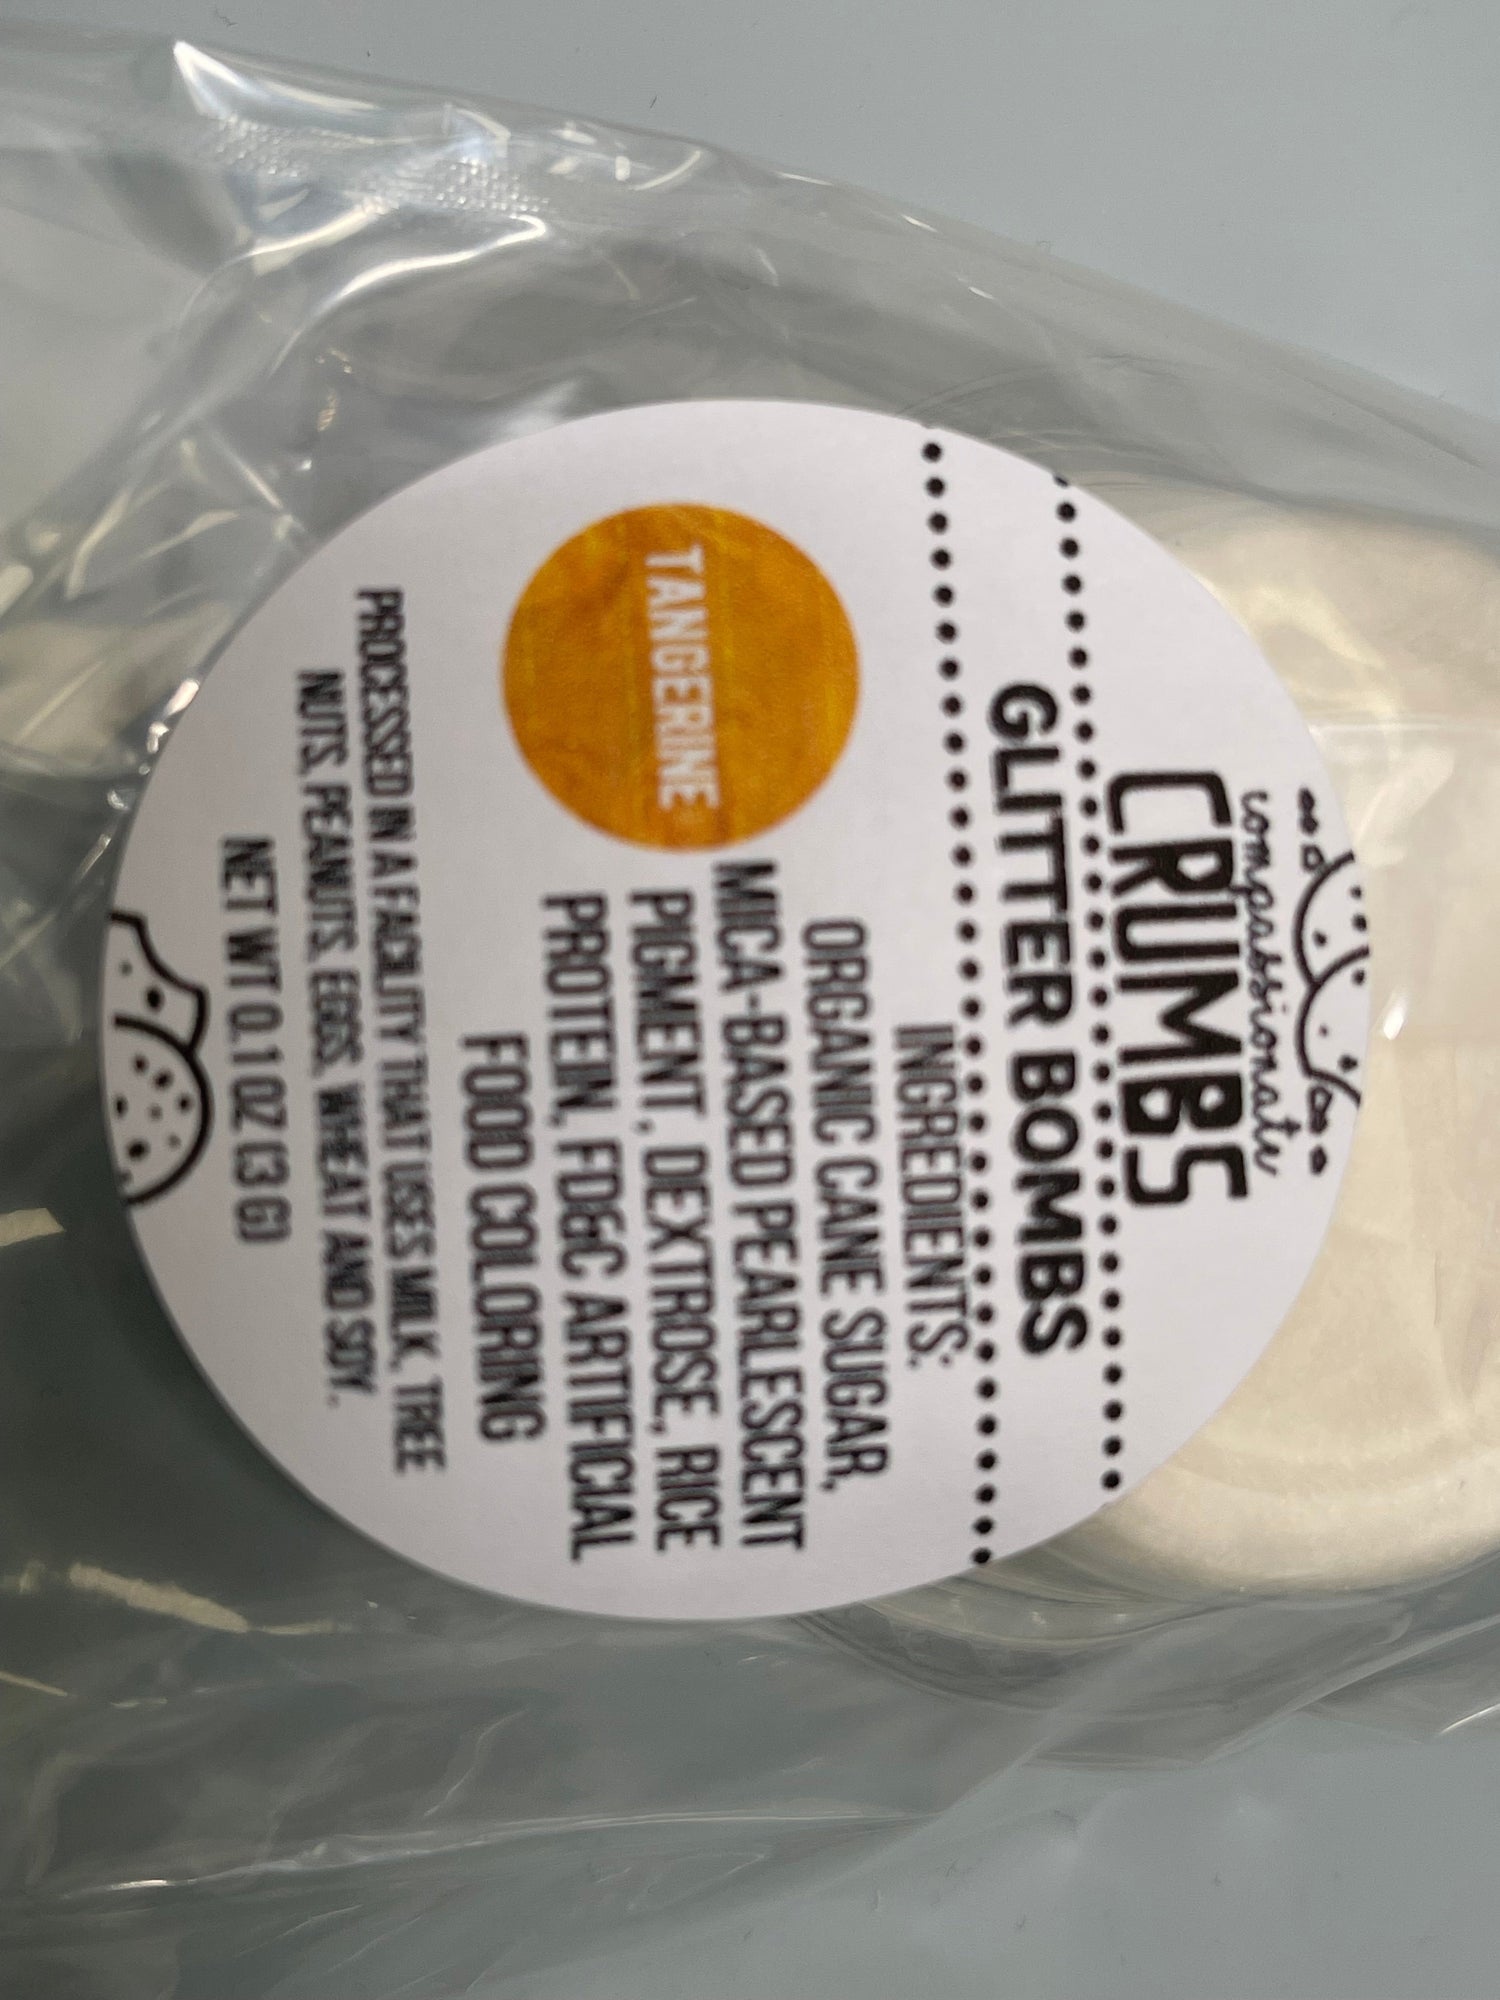 compassionate
CRUMBS
GLITTER BOMBS
INGREDIENTS:
ORGANIC CANE SUGAR,
MICA-BASED PEARLESCENT
PIGMENT, DEXTROSE, RICE
PROTEIN, FD&C ARTIFICIAL
FOOD COLORING
TANGERINE
PROCESSED IN A FACILITY THAT USES MILK, TREE
NUTS, PEANUTS, EGGS, WHEAT AND SOY.
NET WT 0.1 OZ (3 G)